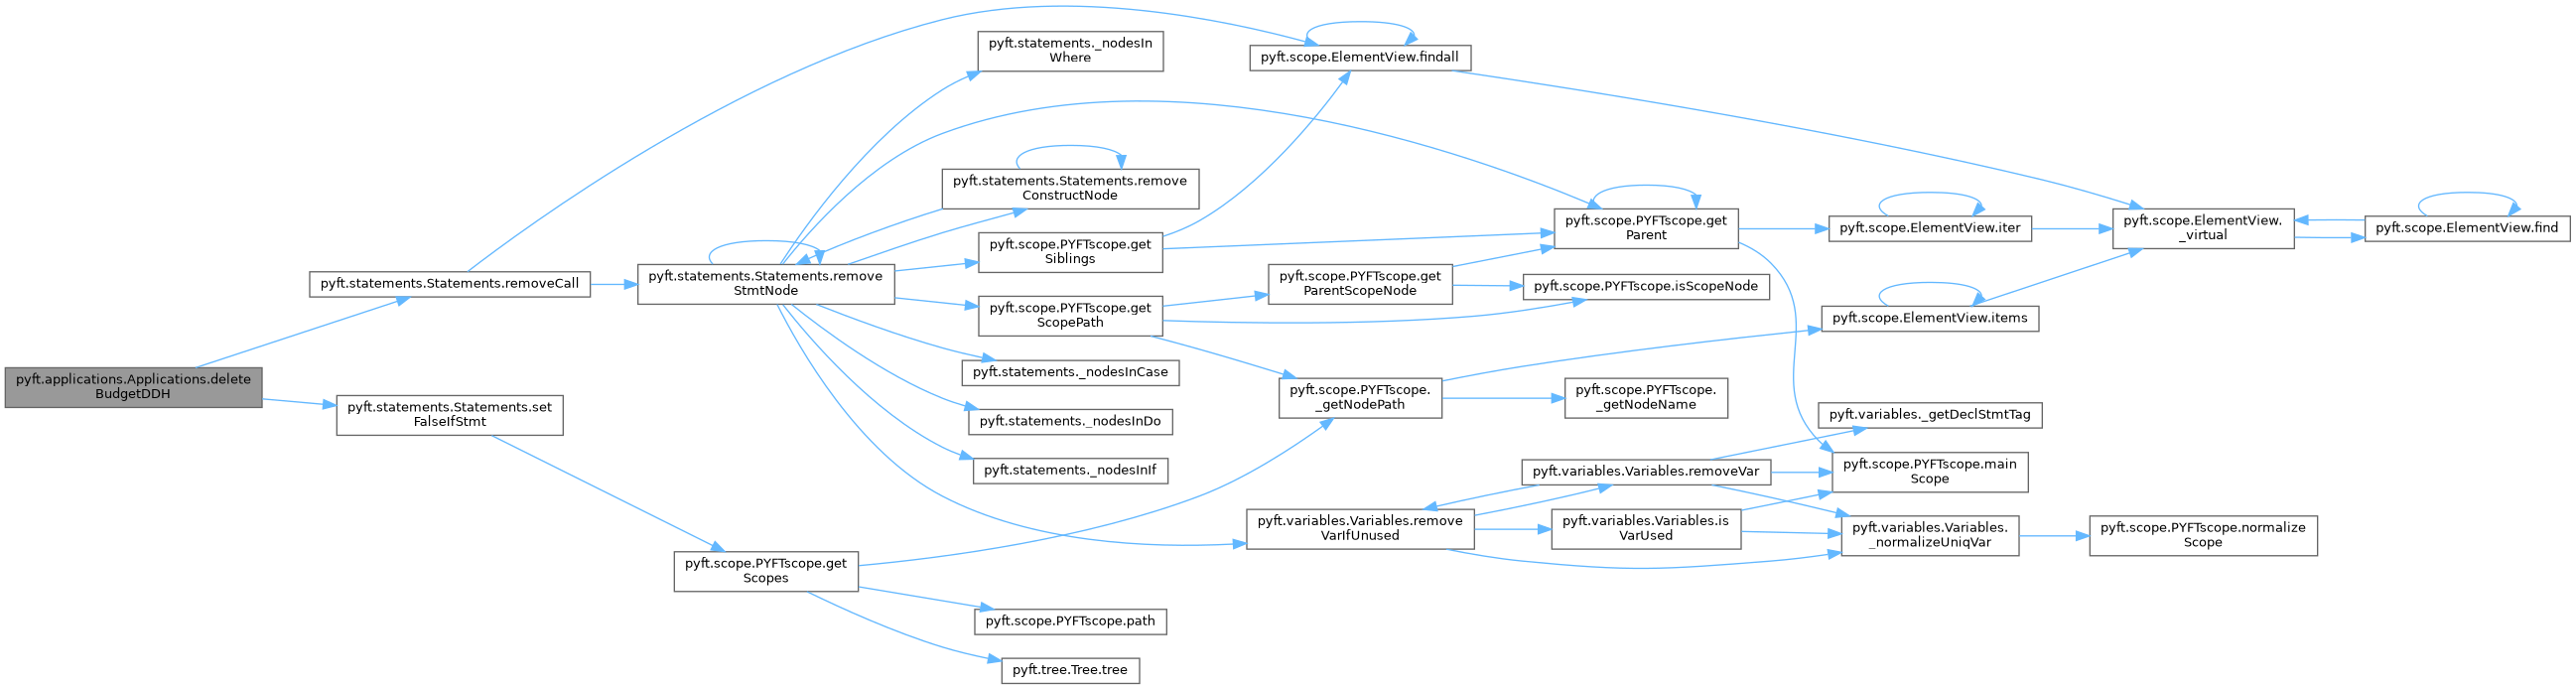 pyft.applications.Applications.delete
BudgetDDH
pyft.statements.Statements.removeCall
pyft.statements.Statements.set
FalseIfStmt
pyft.statements.Statements.remove
StmtNode
pyft.scope.PYFTscope.get
Scopes
pyft.statements._nodesIn
Where
pyft.statements.Statements.remove
ConstructNode
pyft.scope.PYFTscope.get
Siblings
pyft.scope.PYFTscope.get
ScopePath
pyft.statements._nodesInCase
pyft.statements._nodesInDo
pyft.statements._nodesInIf
pyft.scope.PYFTscope.path
pyft.tree.Tree.tree
pyft.scope.ElementView.findall
pyft.scope.PYFTscope.get
ParentScopeNode
pyft.scope.PYFTscope.
_getNodePath
pyft.variables.Variables.remove
VarIfUnused
pyft.scope.PYFTscope.get
Parent
pyft.scope.PYFTscope.isScopeNode
pyft.scope.PYFTscope.
_getNodeName
pyft.variables.Variables.removeVar
pyft.variables.Variables.is
VarUsed
pyft.scope.ElementView.iter
pyft.scope.ElementView.items
pyft.variables._getDeclStmtTag
pyft.scope.PYFTscope.main
Scope
pyft.variables.Variables.
_normalizeUniqVar
pyft.scope.ElementView.
_virtual
pyft.scope.PYFTscope.normalize
Scope
pyft.scope.ElementView.find